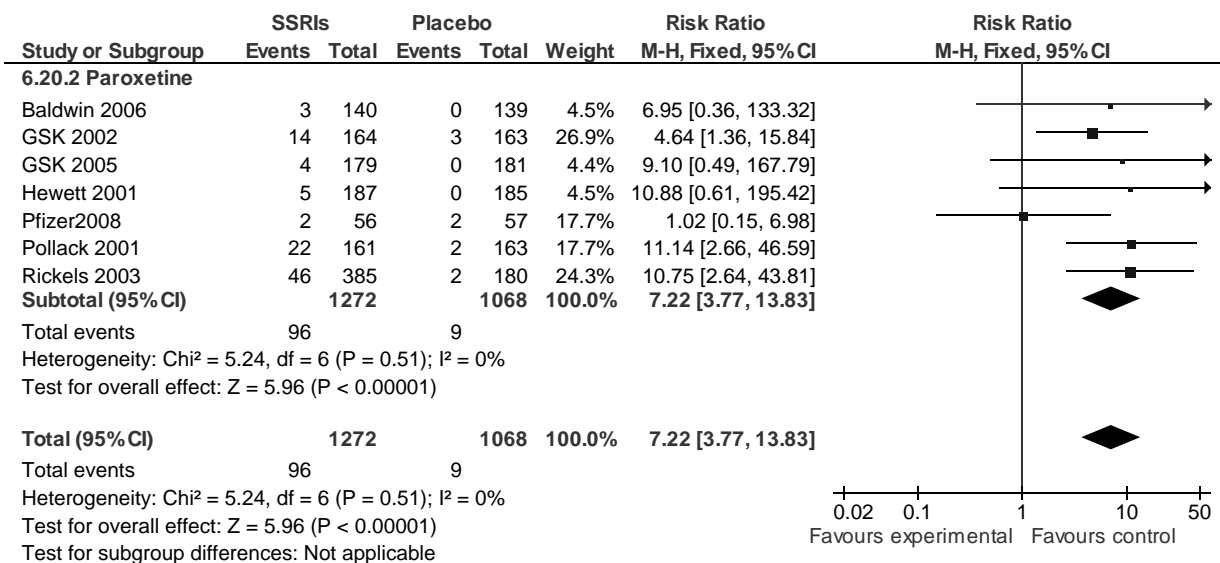 SSRIs Placebo Risk Ratio Risk Ratio
Study or Subgroup Events Total Events Total Weight M-H, Fixed, 95% CI M-H, Fixed, 95% CI
6.20.2 Paroxetine
Baldwin 2006 3 140 0 139 4.5% 6.95 [0.36, 133.32]
GSK 2002 14 164 3 163 26.9% 4.64 [1.36, 15.84]
GSK 2005 4 179 0 181 4.4% 9.10 [0.49, 167.79]
Hewett 2001 5 187 0 185 4.5% 10.88 [0.61, 195.42]
Pfizer2008 2 56 2 57 17.7% 1.02 [0.15, 6.98]
Pollack 2001 22 161 2 163 17.7% 11.14 [2.66, 46.59]
Rickels 2003 46 385 2 180 24.3% 10.75 [2.64, 43.81]
Subtotal (95% CI) 1272 1068 100.0% 7.22 [3.77, 13.83]
Total events 96 9
Heterogeneity: Chi² = 5.24, df = 6 (P = 0.51); I² = 0%
Test for overall effect: Z = 5.96 (P < 0.00001)
Total (95% CI) 1272 1068 100.0% 7.22 [3.77, 13.83]
Total events 96 9
Heterogeneity: Chi² = 5.24, df = 6 (P = 0.51); I² = 0%
Test for overall effect: Z = 5.96 (P < 0.00001)
Test for subgroup differences: Not applicable
0.02 0.1 1 10 50
Favours experimental Favours control